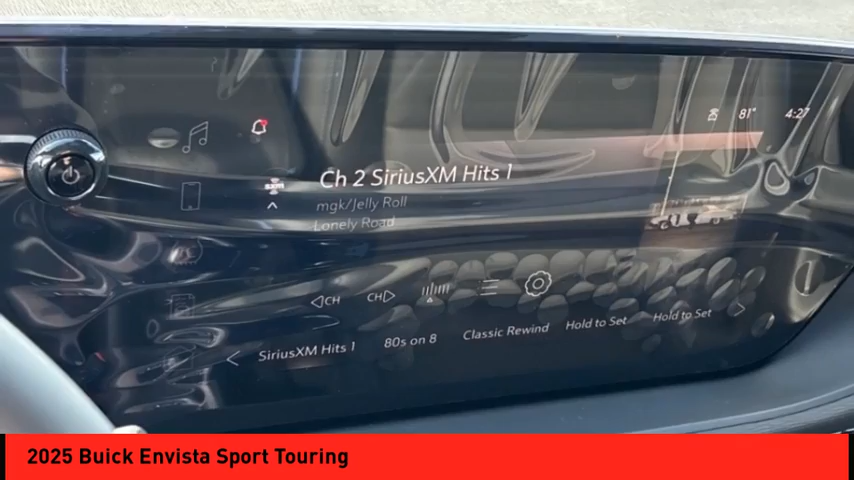 81°
4:27
Ch 2 SiriusXM Hits 1
mgk/Jelly Roll
Lonely Road
CH CH
SiriusXM Hits 1 80s on 8 Classic Rewind Hold to Set Hold to Set
2025 Buick Envista Sport Touring